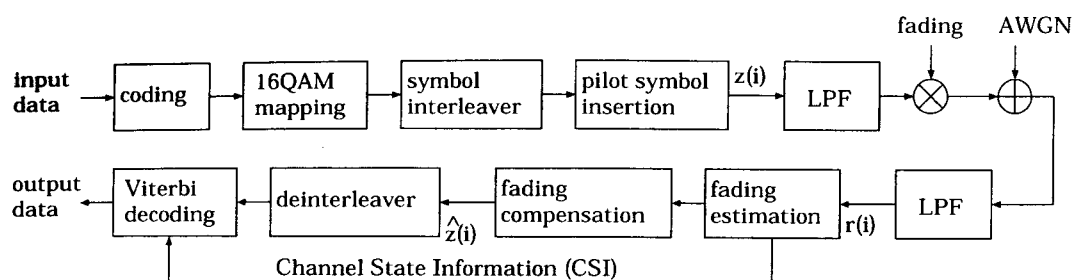 fading AWGN
input
data
coding
16QAM
mapping
symbol
interleaver
pilot symbol
insertion
z(i)
LPF
output
data
Viterbi
decoding
deinterleaver
ẑ(i)
fading
compensation
fading
estimation
r(i)
LPF
Channel State Information (CSI)